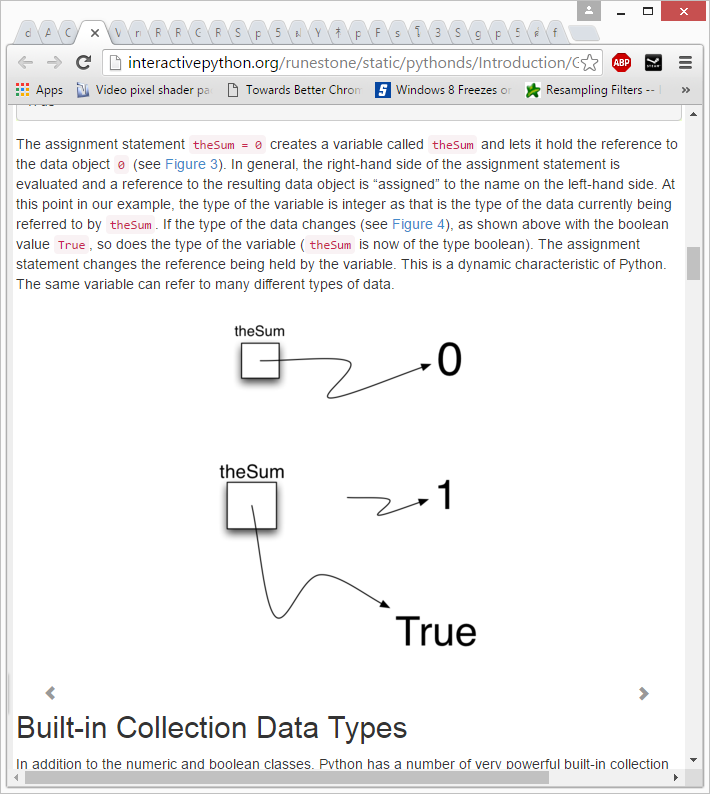 d A C V ri R R G R S p 5 Y p F s 3 S g p 5 f
interactivepython.org/runestone/static/pythonds/Introduction/G
ABP
STEAM
Apps Video pixel shader pa Towards Better Chrom S Windows 8 Freezes or Resampling Filters -- »
True
The assignment statement theSum = 0 creates a variable called theSum and lets it hold the reference to
the data object 0 (see Figure 3). In general, the right-hand side of the assignment statement is
evaluated and a reference to the resulting data object is “assigned” to the name on the left-hand side. At
this point in our example, the type of the variable is integer as that is the type of the data currently being
referred to by theSum. If the type of the data changes (see Figure 4), as shown above with the boolean
value True, so does the type of the variable ( theSum is now of the type boolean). The assignment
statement changes the reference being held by the variable. This is a dynamic characteristic of Python.
The same variable can refer to many different types of data.
theSum
0
theSum
1
True
Built-in Collection Data Types
In addition to the numeric and boolean classes, Python has a number of very powerful built-in collection